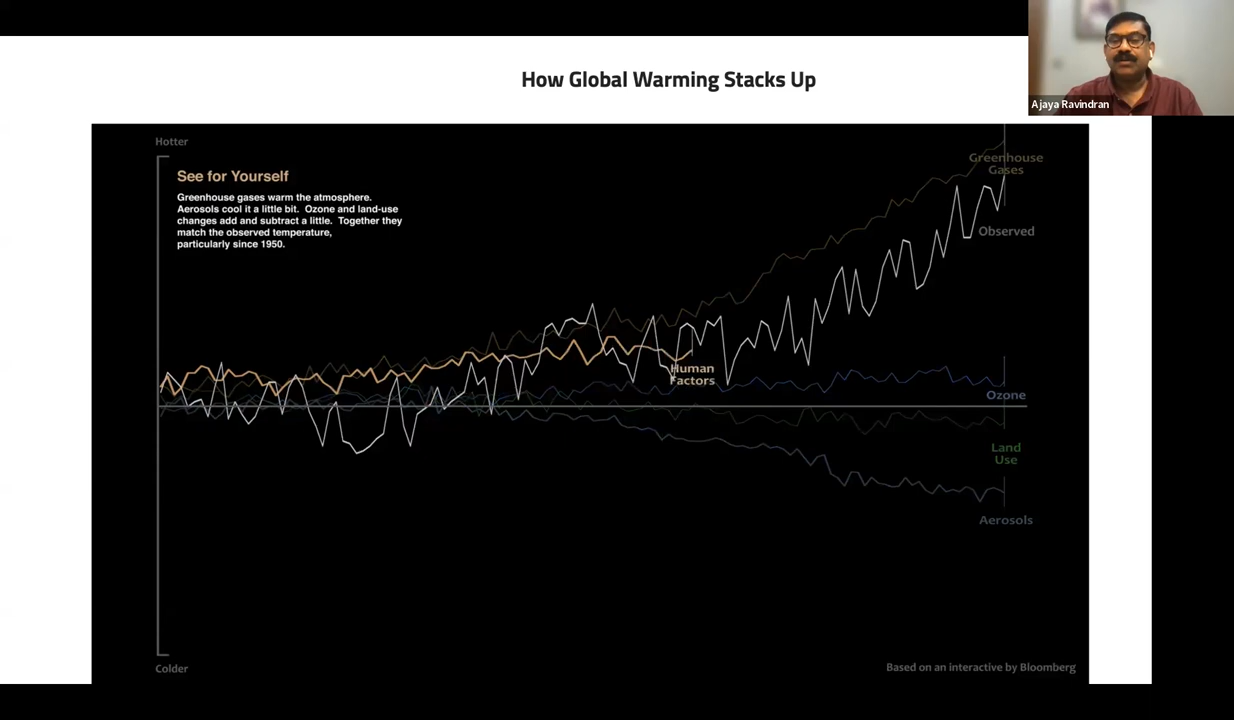 How Global Warming Stacks Up
Ajaya Ravindran
Hotter
See for Yourself
Greenhouse gases warm the atmosphere.
Aerosols cool it a little bit. Ozone and land-use
changes add and subtract a little. Together they
match the observed temperature,
particularly since 1950.
Greenhouse
Gases
Observed
Human
Factors
Ozone
Land
Use
Aerosols
Colder
Based on an interactive by Bloomberg